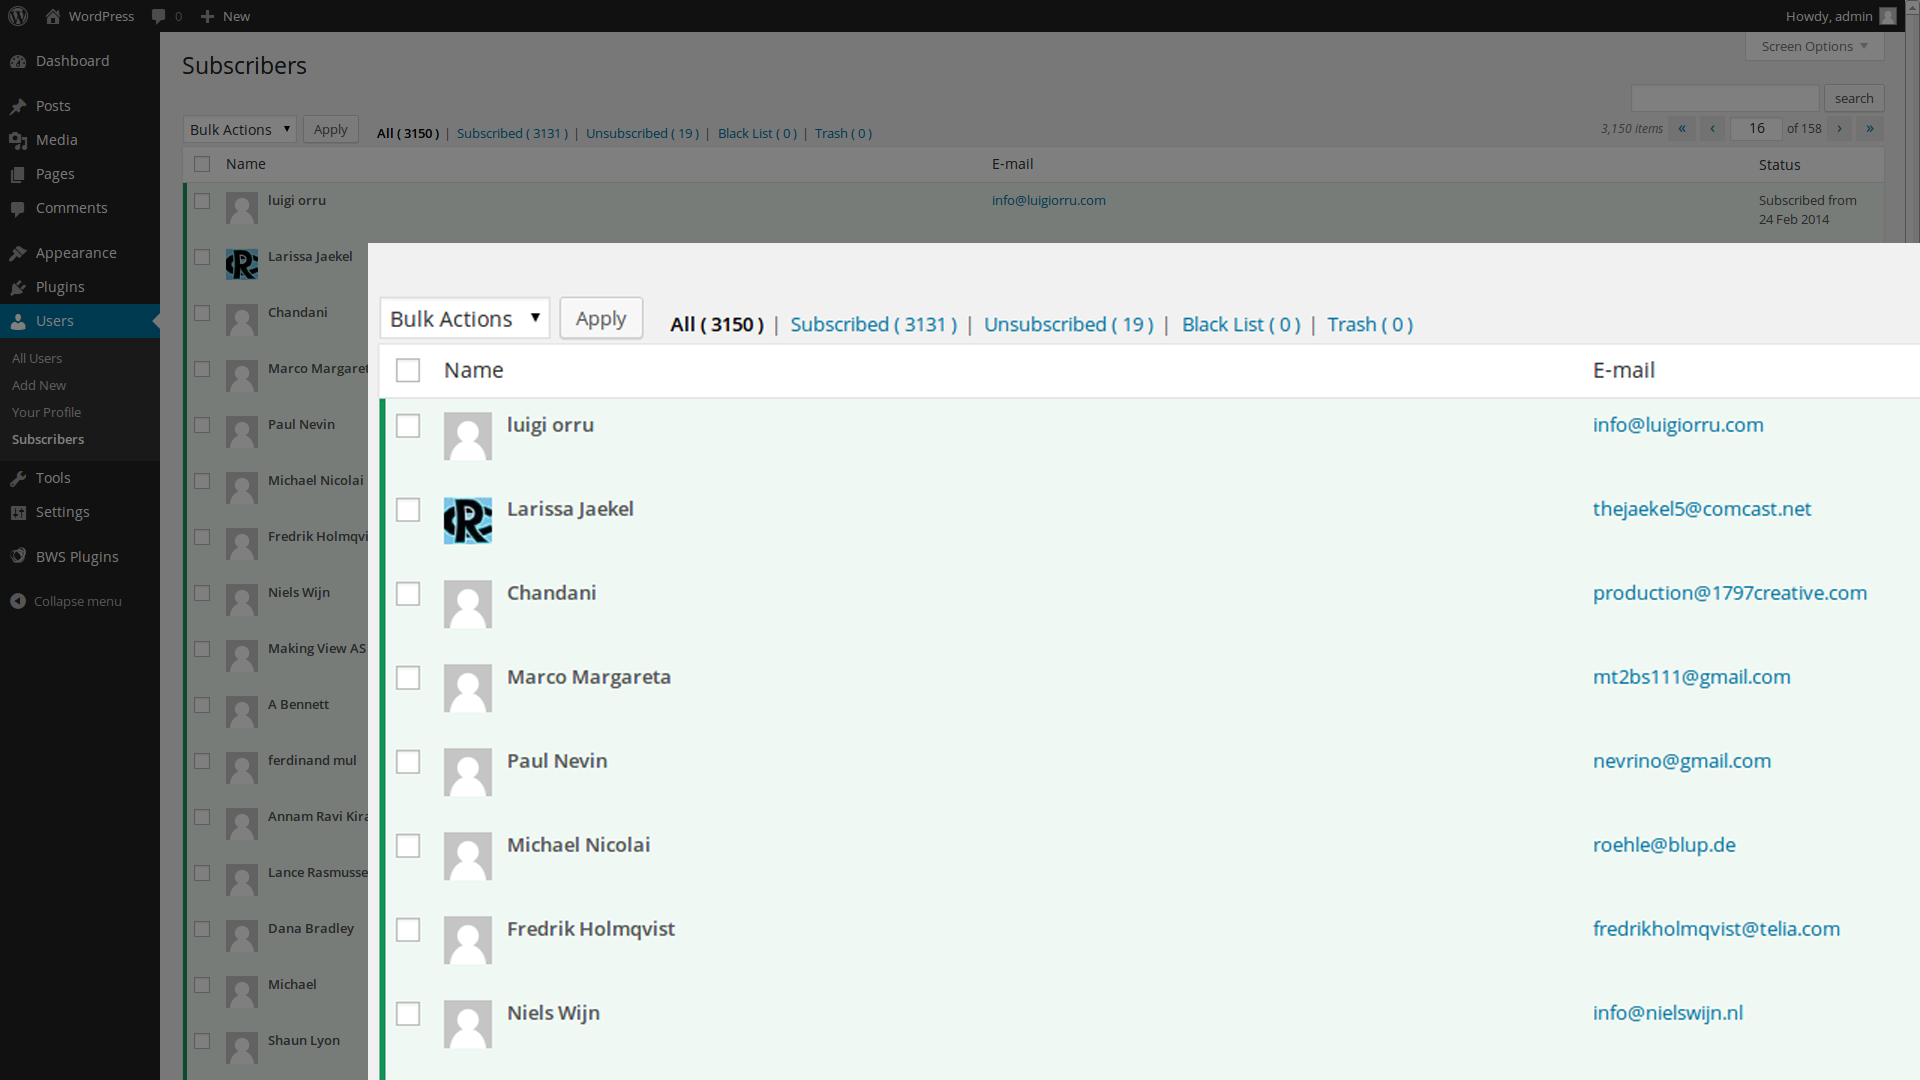 WordPress 0 + New Howdy, admin
Screen Options ▼
Dashboard
Posts
Media
Pages
Comments
Appearance
Plugins
Users
All Users
Add New
Your Profile
Subscribers
Tools
Settings
BWS Plugins
Collapse menu
Subscribers
search
Bulk Actions ▼ Apply All ( 3150 ) | Subscribed ( 3131 ) | Unsubscribed ( 19 ) | Black List ( 0 ) | Trash ( 0 ) 3,150 items « ‹ 16 of 158 › »
Name E-mail Status
luigi orru info@luigiorru.com Subscribed from
24 Feb 2014
Larissa Jaekel
Chandani
Marco Margaret
Paul Nevin
Michael Nicolai
Fredrik Holmqvi
Niels Wijn
Making View AS
A Bennett
ferdinand mul
Annam Ravi Kira
Lance Rasmusse
Dana Bradley
Michael
Shaun Lyon
Bulk Actions ▼ Apply All ( 3150 ) | Subscribed ( 3131 ) | Unsubscribed ( 19 ) | Black List ( 0 ) | Trash ( 0 )
Name E-mail
luigi orru info@luigiorru.com
Larissa Jaekel thejaekel5@comcast.net
Chandani production@1797creative.com
Marco Margareta mt2bs111@gmail.com
Paul Nevin nevrino@gmail.com
Michael Nicolai roehle@blup.de
Fredrik Holmqvist fredrikholmqvist@telia.com
Niels Wijn info@nielswijn.nl